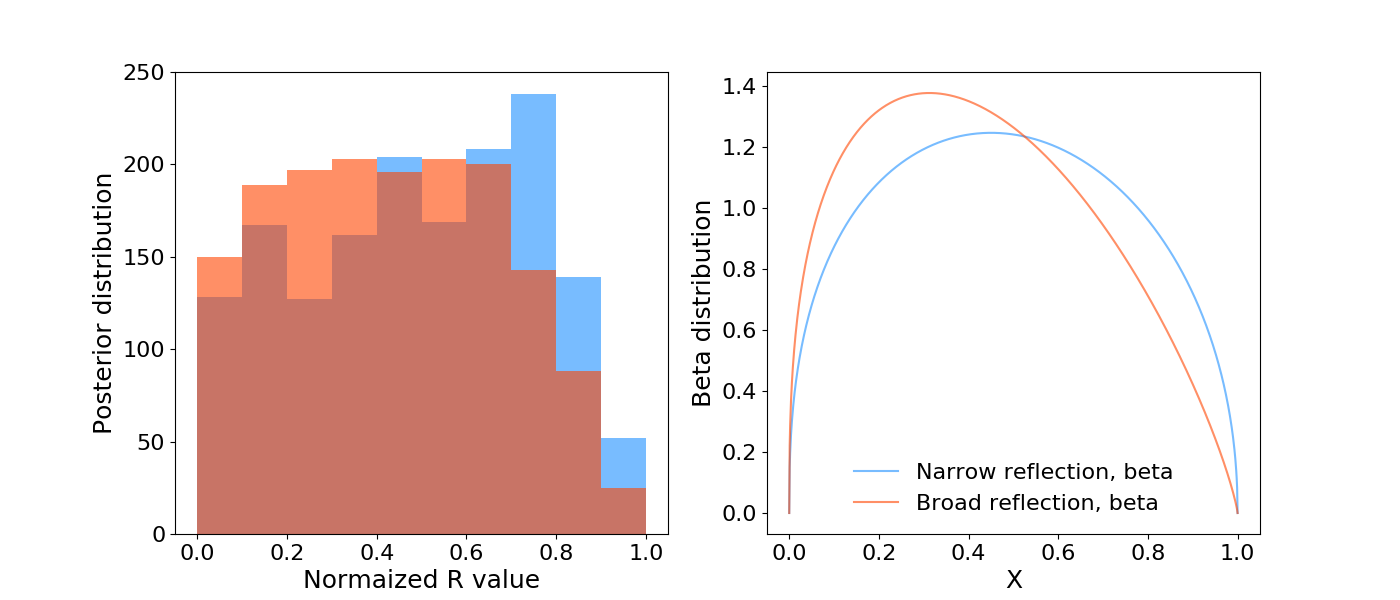 Posterior distribution
250
200
150
100
50
0
0.0 0.2 0.4 0.6 0.8 1.0
Normaized R value
Beta distribution
1.4
1.2
1.0
0.8
0.6
0.4
0.2
0.0
Narrow reflection, beta
Broad reflection, beta
0.0 0.2 0.4 0.6 0.8 1.0
X